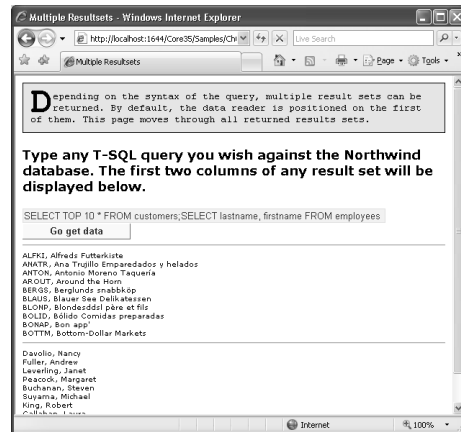 Multiple Resultsets - Windows Internet Explorer
http://localhost:1644/Core35/Samples/Ch
Live Search
Multiple Resultsets
Page
Tools
Depending on the syntax of the query, multiple result sets can be
returned. By default, the data reader is positioned on the first
of them. This page moves through all returned results sets.
Type any T-SQL query you wish against the Northwind
database. The first two columns of any result set will be
displayed below.
SELECT TOP 10 * FROM customers;SELECT lastname, firstname FROM employees
Go get data
ALFKI, Alfreds Futterkiste
ANATR, Ana Trujillo Emparedados y helados
ANTON, Antonio Moreno Taquería
AROUT, Around the Horn
BERGS, Berglunds snabbköp
BLAUS, Blauer See Delikatessen
BLONP, Blondesddsl père et fils
BOLID, Bólido Comidas preparadas
BONAP, Bon app'
BOTTM, Bottom-Dollar Markets
Davolio, Nancy
Fuller, Andrew
Leverling, Janet
Peacock, Margaret
Buchanan, Steven
Suyama, Michael
King, Robert
Callahan, Laura
Internet
100%